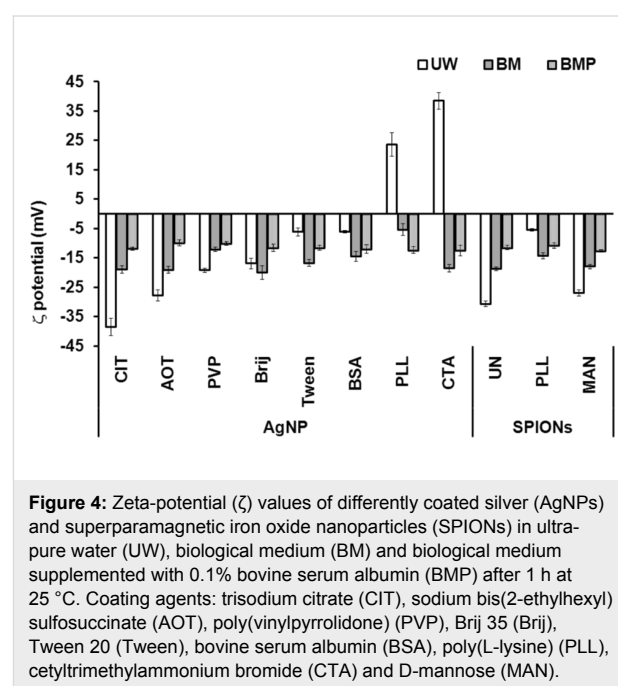 UW BM BMP
45
35
25
15
5
-5
-15
-25
-35
-45
ζ potential (mV)
CIT
AOT
PVP
Brij
Tween
BSA
PLL
CTA
UN
PLL
MAN
AgNP SPIONs
Figure 4: Zeta-potential (ζ) values of differently coated silver (AgNPs)
and superparamagnetic iron oxide nanoparticles (SPIONs) in ultra-
pure water (UW), biological medium (BM) and biological medium
supplemented with 0.1% bovine serum albumin (BMP) after 1 h at
25 °C. Coating agents: trisodium citrate (CIT), sodium bis(2-ethylhexyl)
sulfosuccinate (AOT), poly(vinylpyrrolidone) (PVP), Brij 35 (Brij),
Tween 20 (Tween), bovine serum albumin (BSA), poly(L-lysine) (PLL),
cetyltrimethylammonium bromide (CTA) and D-mannose (MAN).